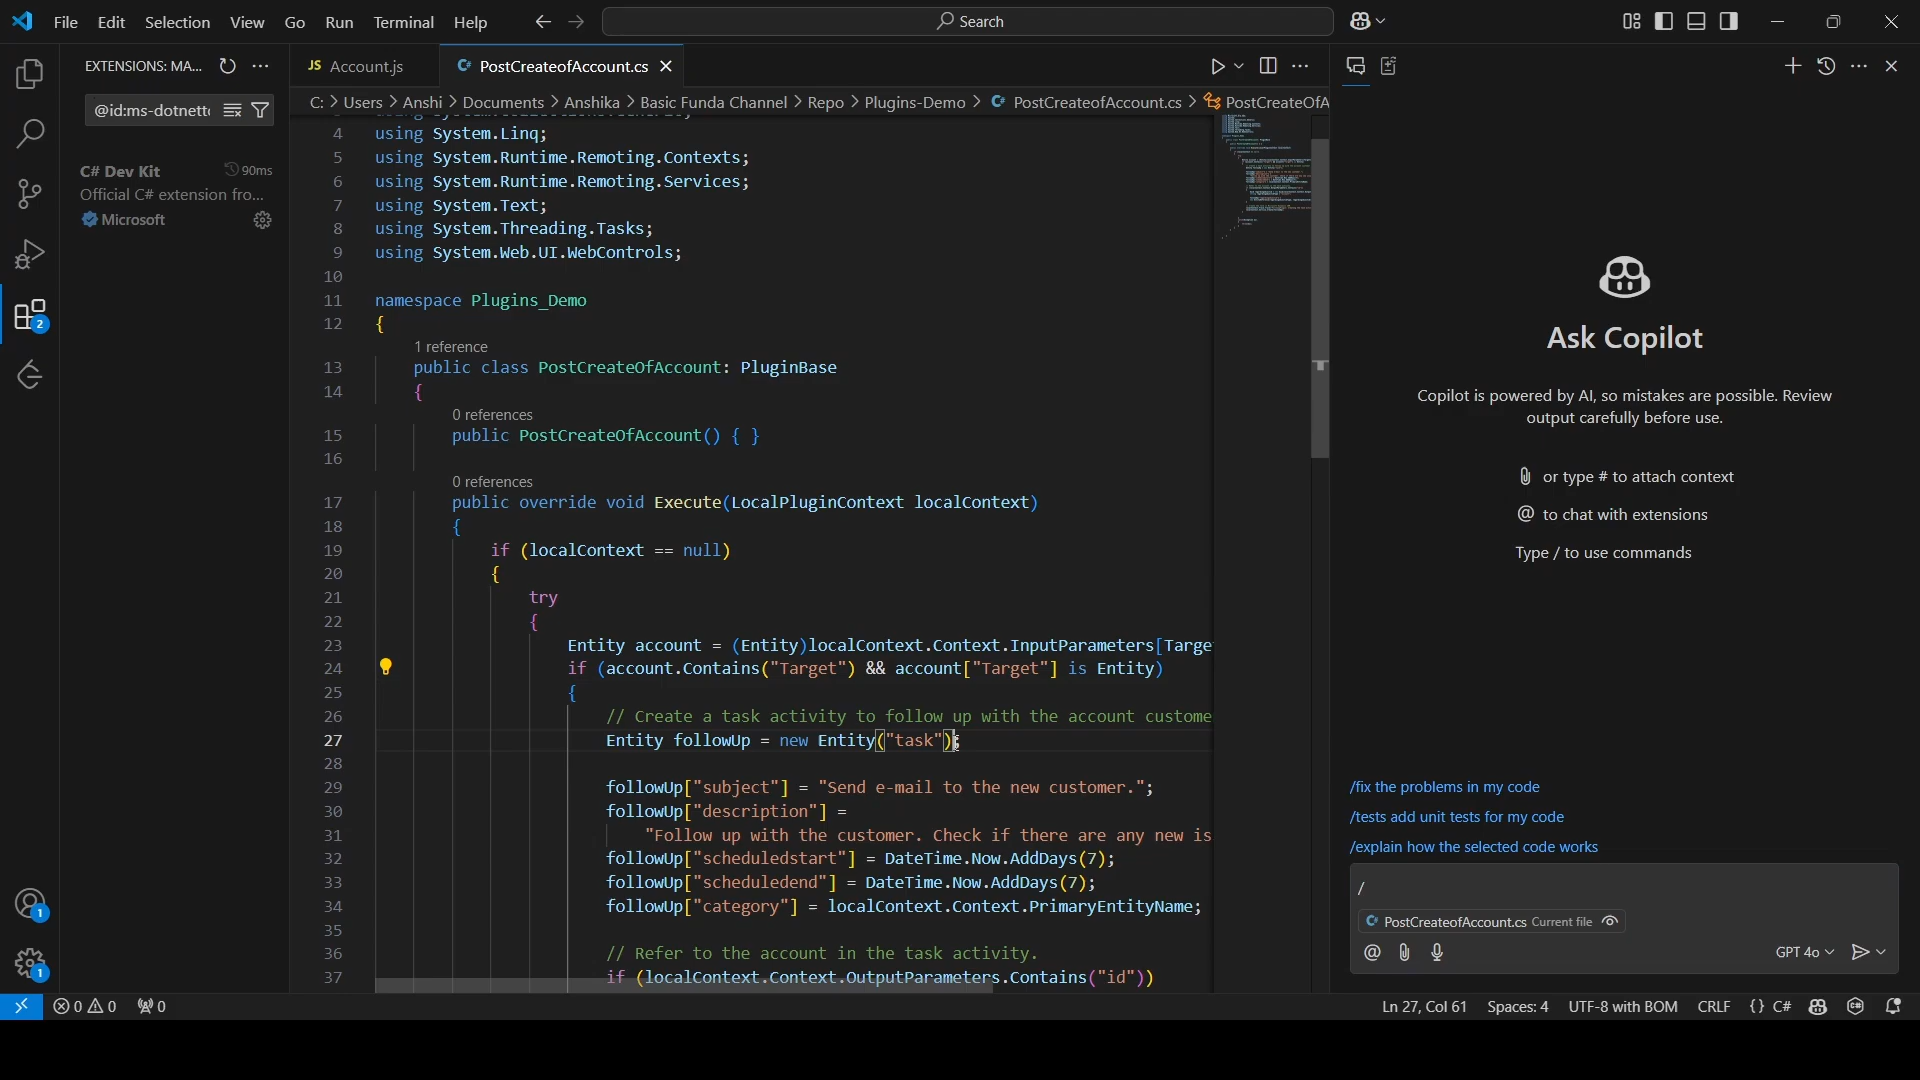 File Edit Selection View Go Run Terminal Help
Search
EXTENSIONS: MA...
@id:ms-dotnett
C# Dev Kit
90ms
Official C# extension fro...
Microsoft
2
1
1
JS Account.js
C# PostCreateofAccount.cs
C: > Users > Anshi > Documents > Anshika > Basic Funda Channel > Repo > Plugins-Demo > PostCreateofAccount.cs > PostCreateOfA
4 using System.Linq;
5 using System.Runtime.Remoting.Contexts;
6 using System.Runtime.Remoting.Services;
7 using System.Text;
8 using System.Threading.Tasks;
9 using System.Web.UI.WebControls;
10
11 namespace Plugins_Demo
12 {
1 reference
13 public class PostCreateOfAccount: PluginBase
14 {
0 references
15 public PostCreateOfAccount() { }
16
0 references
17 public override void Execute(LocalPluginContext localContext)
18 {
19 if (localContext == null)
20 {
21 try
22 {
23 Entity account = (Entity)localContext.Context.InputParameters[Targe
24 if (account.Contains("Target") && account["Target"] is Entity)
25 {
26 // Create a task activity to follow up with the account custome
27 Entity followUp = new Entity("task");
28
29 followUp["subject"] = "Send e-mail to the new customer.";
30 followUp["description"] =
31 "Follow up with the customer. Check if there are any new is
32 followUp["scheduledstart"] = DateTime.Now.AddDays(7);
33 followUp["scheduledend"] = DateTime.Now.AddDays(7);
34 followUp["category"] = localContext.Context.PrimaryEntityName;
35
36 // Refer to the account in the task activity.
37 if (localContext.Context.OutputParameters.Contains("id"))
Ask Copilot
Copilot is powered by AI, so mistakes are possible. Review
output carefully before use.
or type # to attach context
@ to chat with extensions
Type / to use commands
/fix the problems in my code
/tests add unit tests for my code
/explain how the selected code works
/
PostCreateofAccount.cs Current file
@
GPT 4o
0 0 0
Ln 27, Col 61 Spaces: 4 UTF-8 with BOM CRLF {} C#